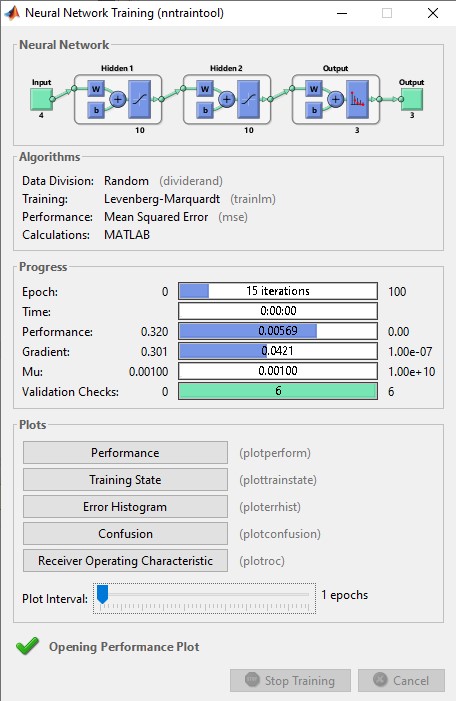 Neural Network Training (nntraintool)
Neural Network
Hidden 1 Hidden 2 Output
Input Output
W W W
b b b
+ + +
4 3
10 10 3
Algorithms
Data Division: Random (dividerand)
Training: Levenberg-Marquardt (trainlm)
Performance: Mean Squared Error (mse)
Calculations: MATLAB
Progress
Epoch: 0 15 iterations 100
Time: 0:00:00
Performance: 0.320 0.00569 0.00
Gradient: 0.301 0.0421 1.00e-07
Mu: 0.00100 0.00100 1.00e+10
Validation Checks: 0 6 6
Plots
Performance (plotperform)
Training State (plottrainstate)
Error Histogram (ploterrhist)
Confusion (plotconfusion)
Receiver Operating Characteristic (plotroc)
Plot Interval: 1 epochs
Opening Performance Plot
Stop Training Cancel